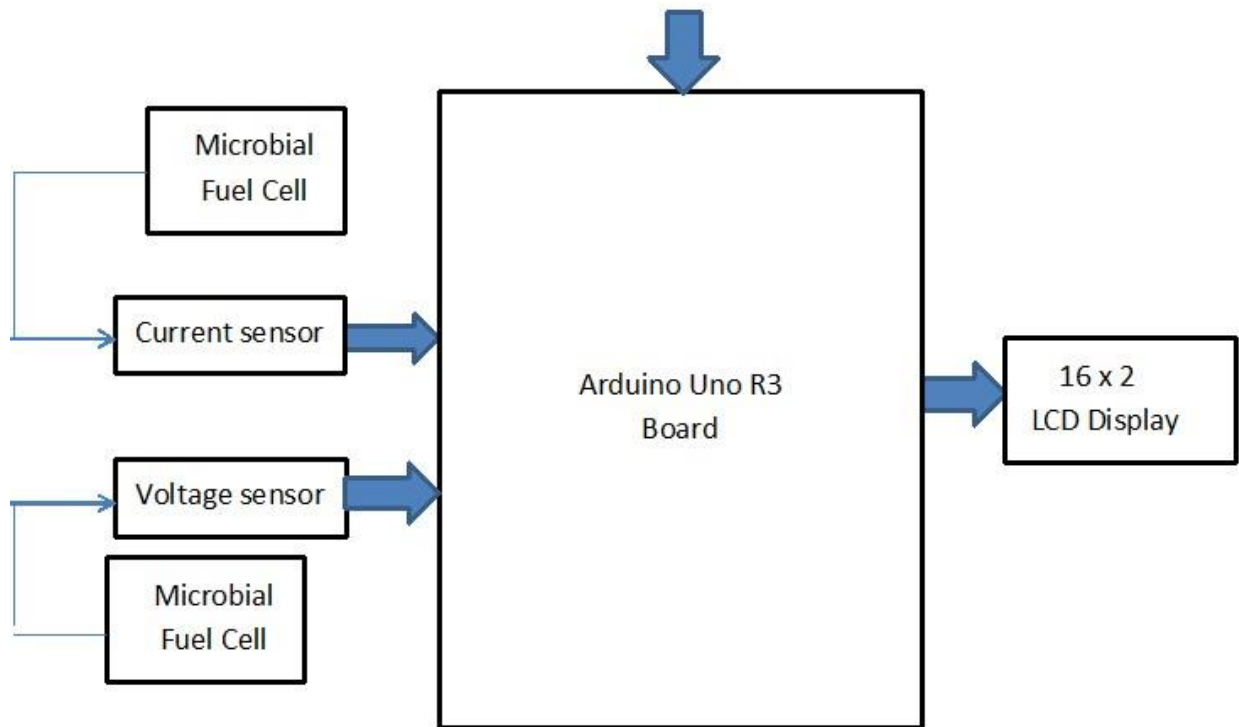 Microbial
Fuel Cell
Current sensor
Voltage sensor
Microbial
Fuel Cell
Arduino Uno R3
Board
16 x 2
LCD Display